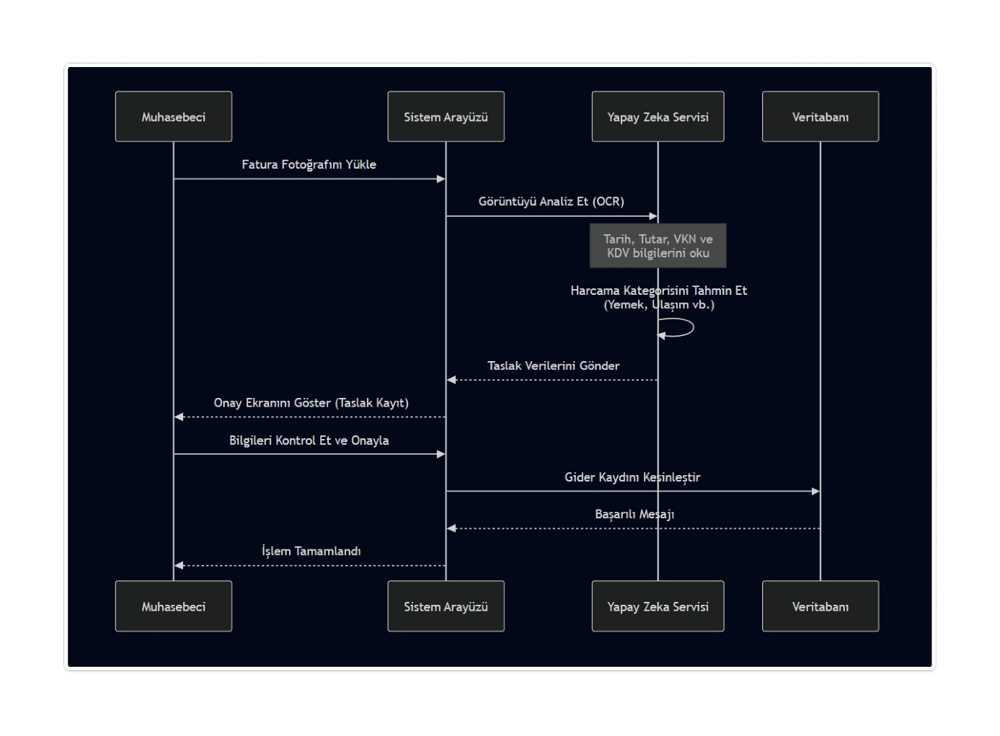 Muhasebeci
Sistem Arayüzü
Yapay Zeka Servisi
Veritabanı
Fatura Fotoğrafını Yükle
Görüntüyü Analiz Et (OCR)
Tarih, Tutar, VKN ve
KDV bilgilerini oku
Harcama Kategorisini Tahmin Et
(Yemek, Ulaşım vb.)
Taslak Verilerini Gönder
Onay Ekranını Göster (Taslak Kayıt)
Bilgileri Kontrol Et ve Onayla
Gider Kaydını Kesinleştir
Başarılı Mesajı
İşlem Tamamlandı
Muhasebeci
Sistem Arayüzü
Yapay Zeka Servisi
Veritabanı